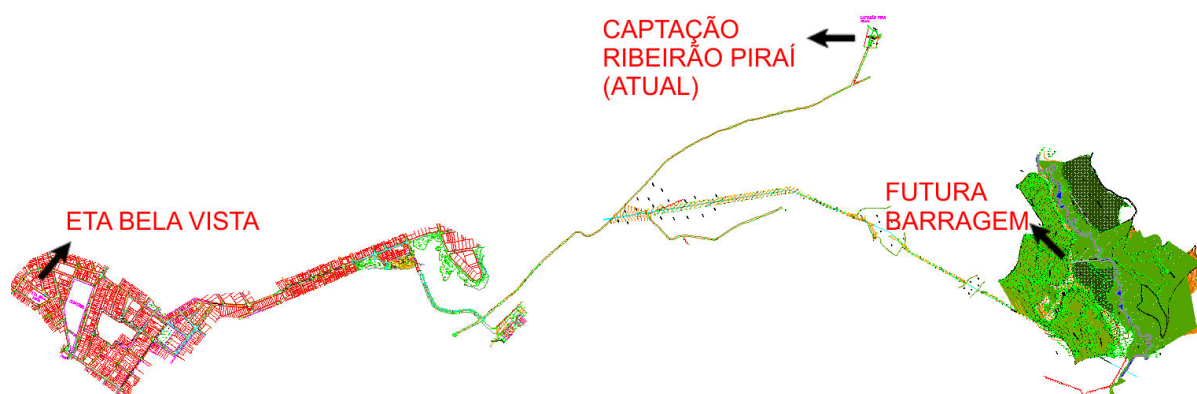 CAPTAÇÃO
RIBEIRÃO PIRAÍ
(ATUAL)
FUTURA
BARRAGEM
ETA BELA VISTA